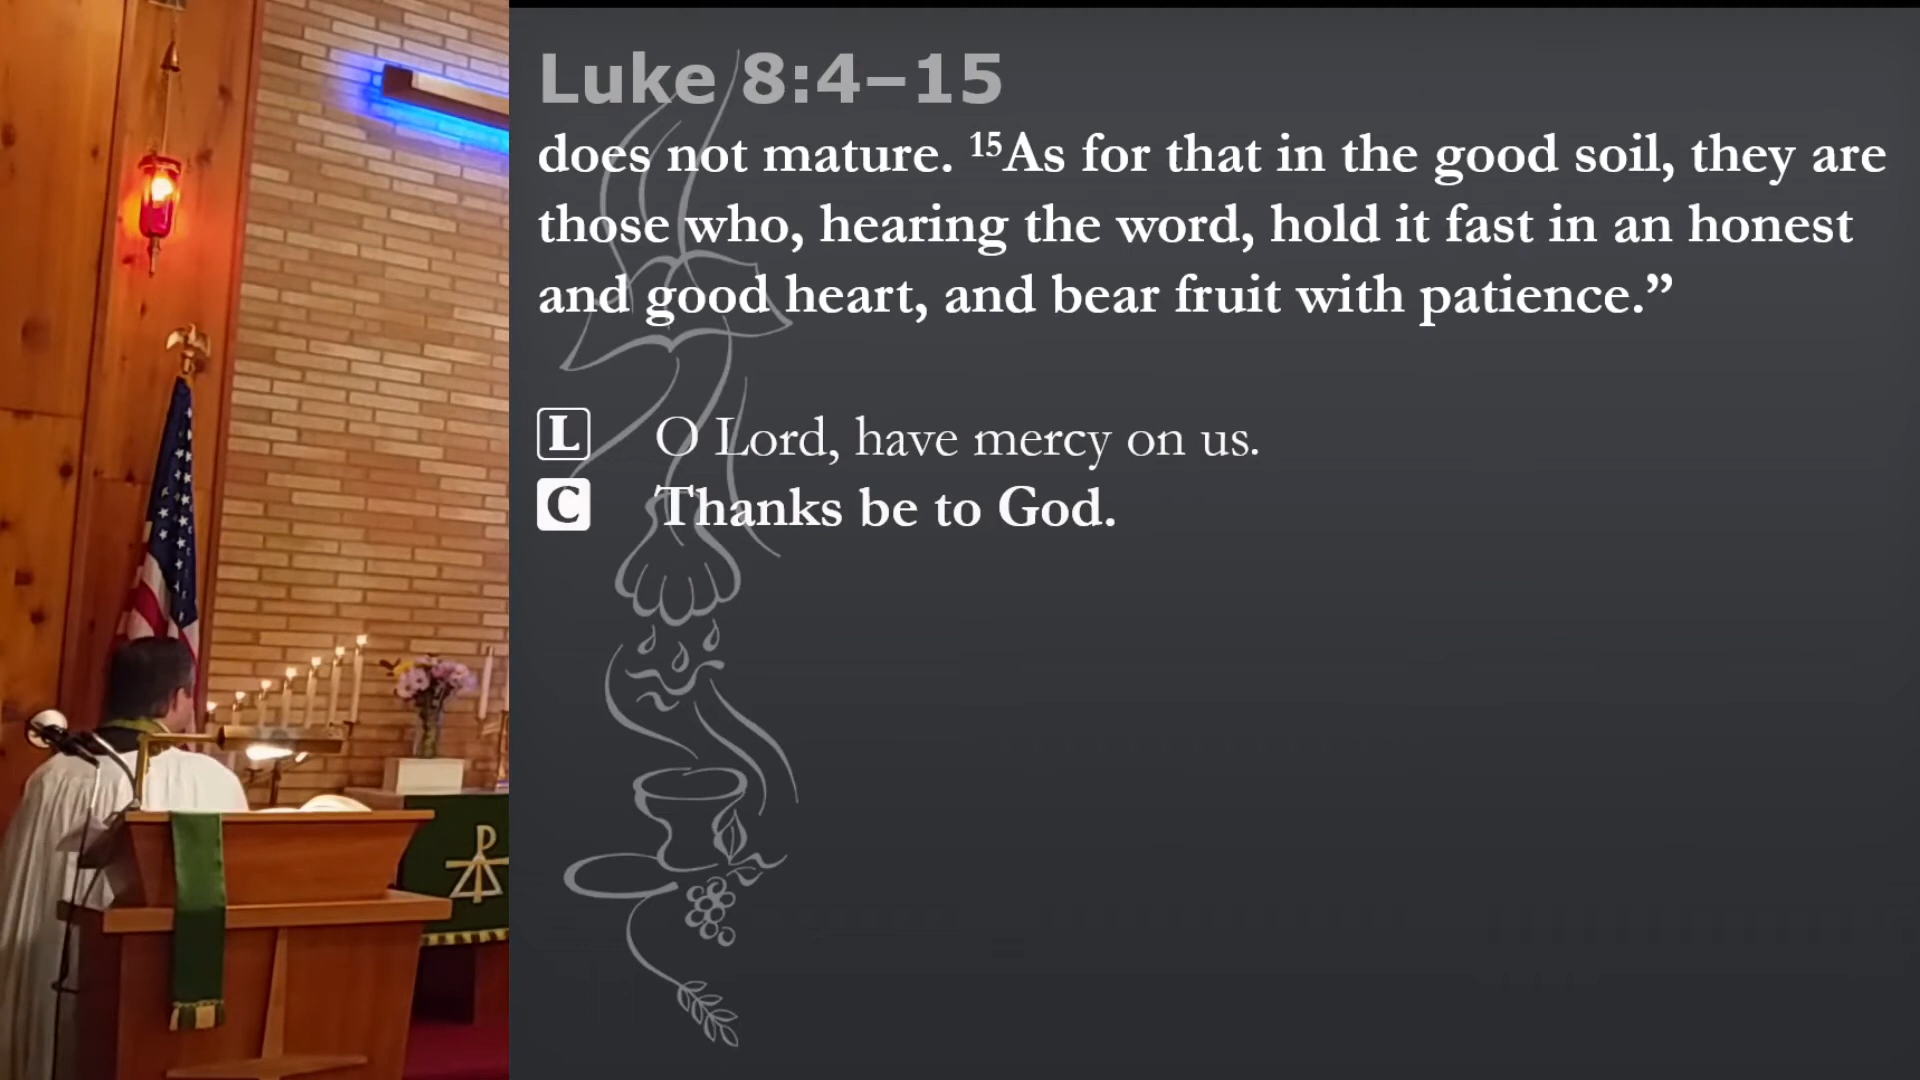 Luke 8:4–15
does not mature. ¹⁵As for that in the good soil, they are
those who, hearing the word, hold it fast in an honest
and good heart, and bear fruit with patience.”
L O Lord, have mercy on us.
C Thanks be to God.